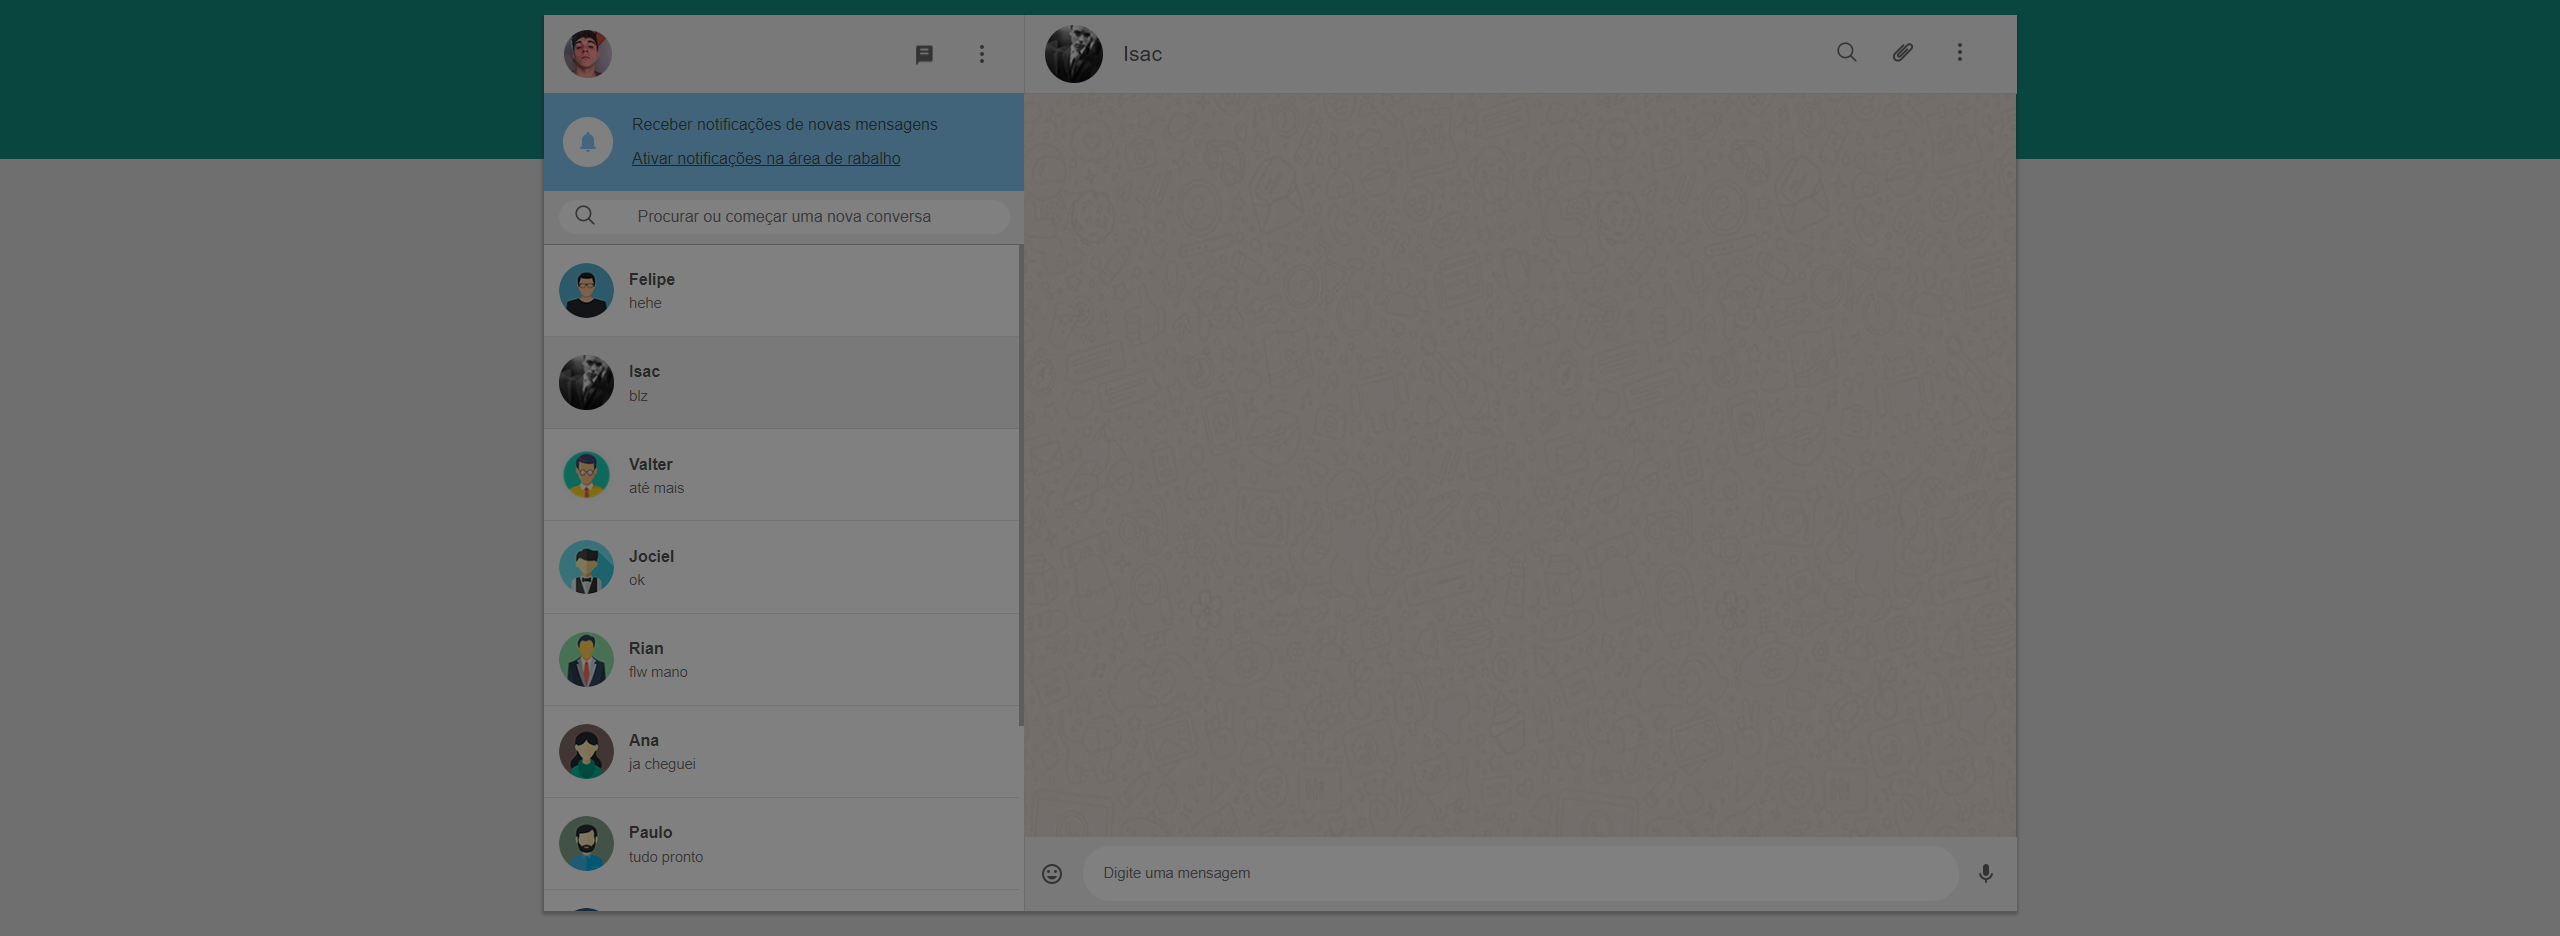 Isac
Receber notificações de novas mensagens
Ativar notificações na área de rabalho
Procurar ou começar uma nova conversa
Felipe
hehe
Isac
blz
Valter
até mais
Jociel
ok
Rian
flw mano
Ana
ja cheguei
Paulo
tudo pronto
Digite uma mensagem